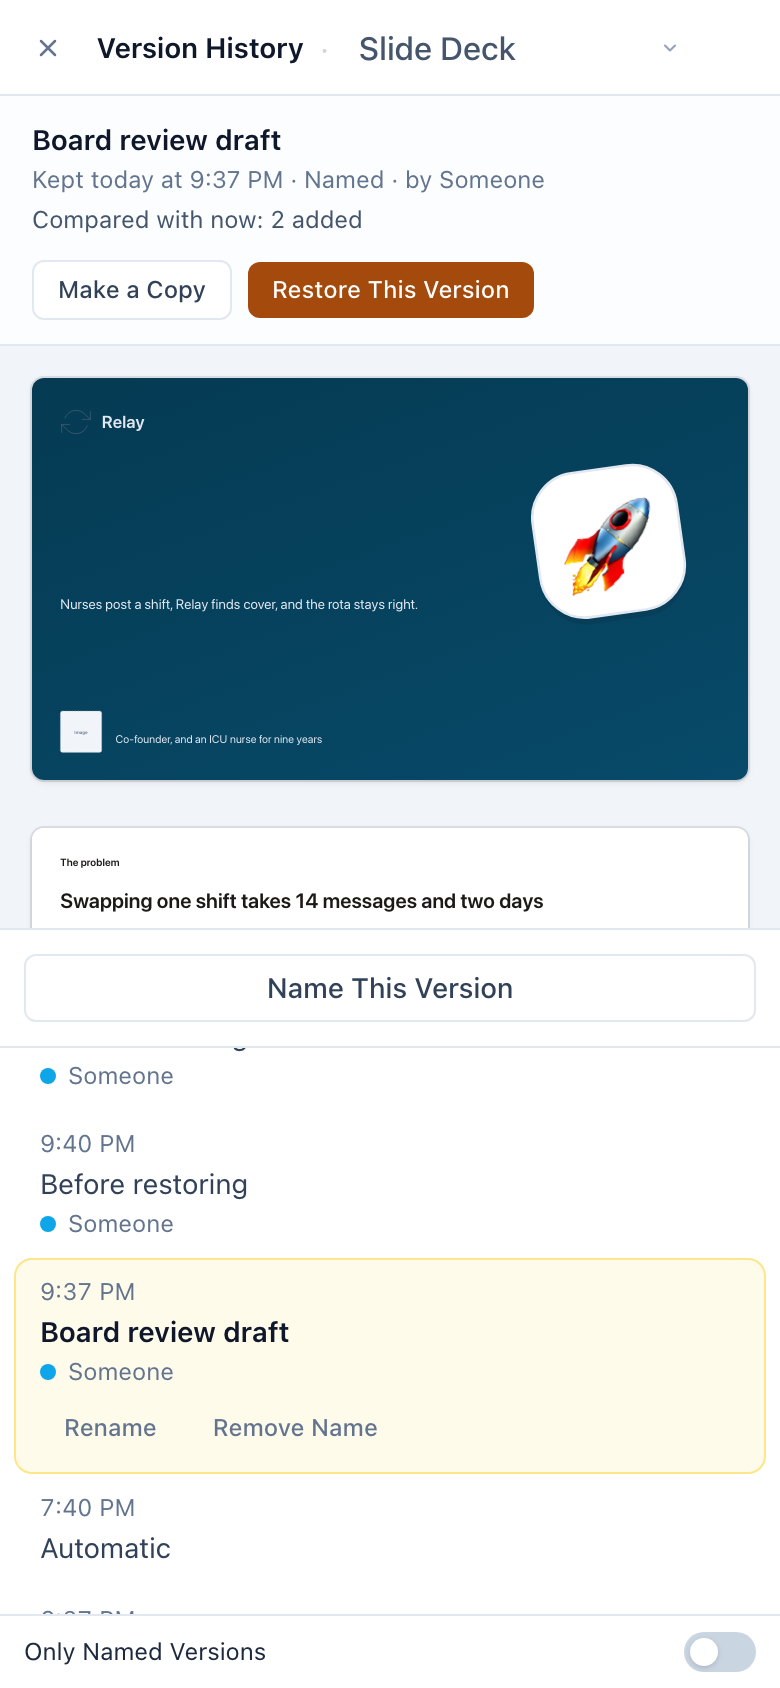 Version History · Slide Deck
Board review draft
Kept today at 9:37 PM · Named · by Someone
Compared with now: 2 added
Make a Copy
Restore This Version
Relay
Nurses post a shift, Relay finds cover, and the rota stays right.
Image
Co-founder, and an ICU nurse for nine years
The problem
Swapping one shift takes 14 messages and two days
Name This Version
Someone
9:40 PM
Before restoring
Someone
9:37 PM
Board review draft
Someone
Rename
Remove Name
7:40 PM
Automatic
Only Named Versions